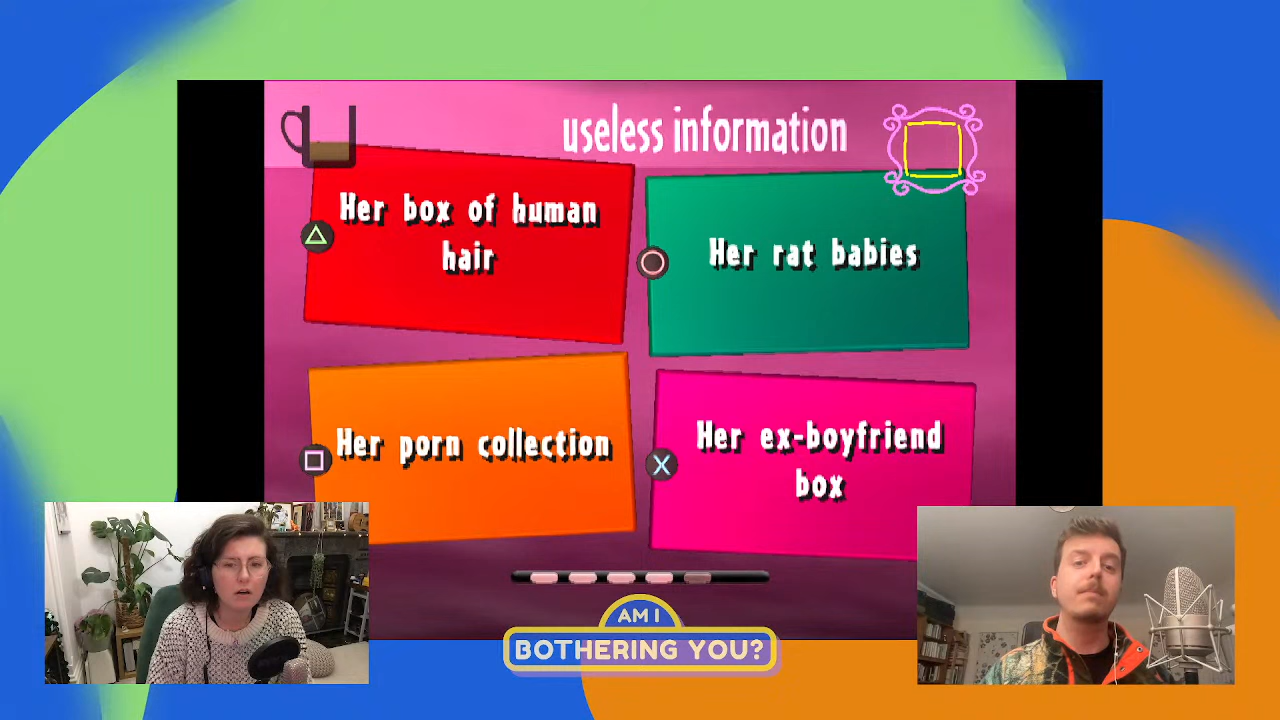 useless information
Her box of human
hair
Her rat babies
Her porn collection
Her ex-boyfriend
box
X
AM I
BOTHERING YOU?